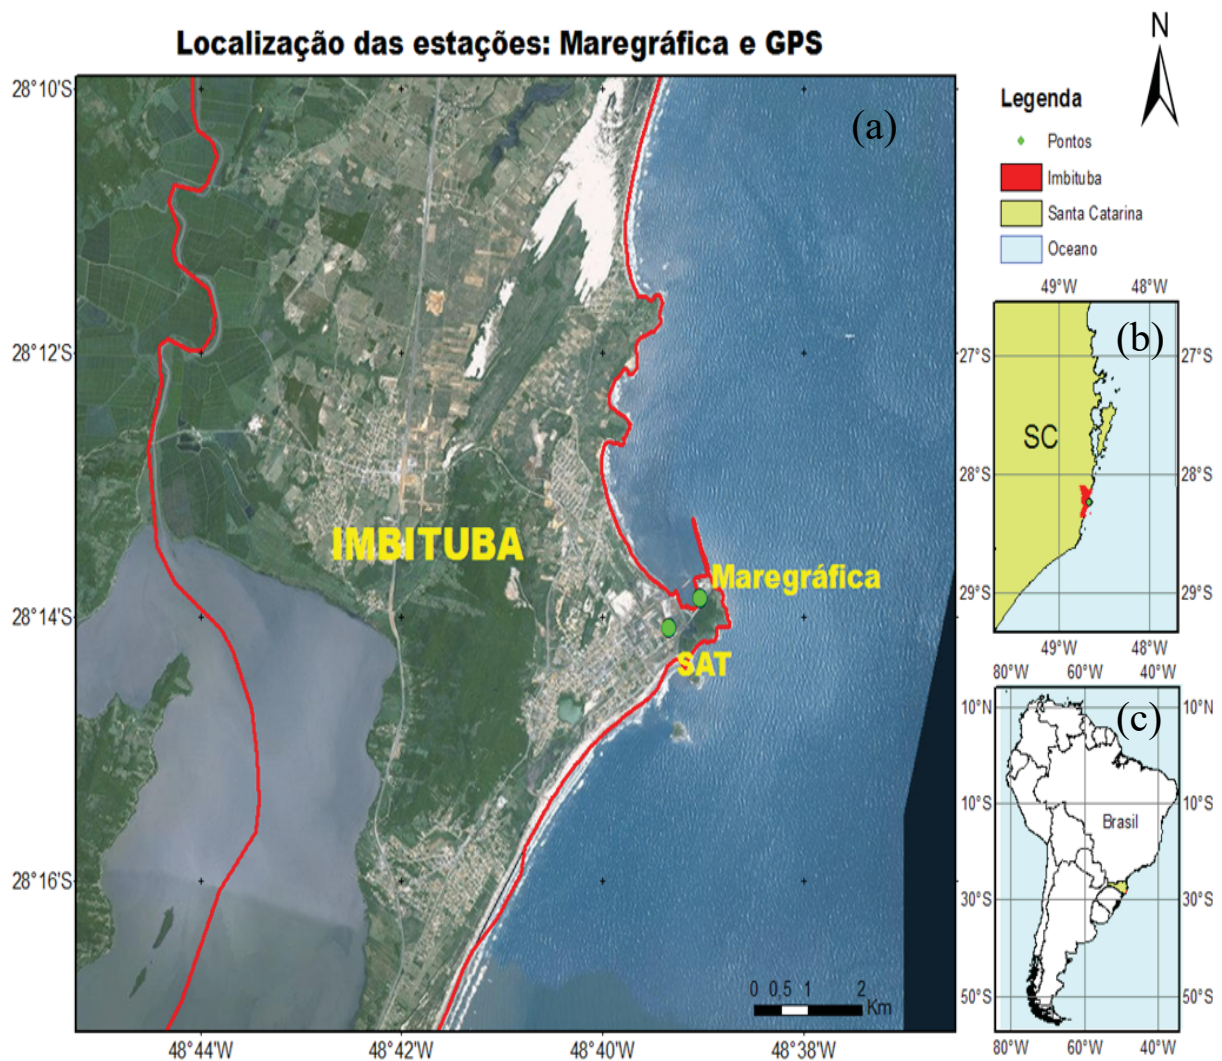 Localização das estações: Maregráfica e GPS
N
28°10'S
28°12'S
28°14'S
28°16'S
(a)
IMBITUBA
Maregráfica
SAT
0 0,5 1 2
Km
48°44'W 48°42'W 48°40'W 48°38'W
Legenda
Pontos
Imbituba
Santa Catarina
Oceano
49°W 48°W
(b)
27°S 27°S
SC
28°S 28°S
29°S 29°S
49°W 48°W
80°W 60°W 40°W
10°N 10°N
(c)
10°S 10°S
Brasil
30°S 30°S
50°S 50°S
80°W 60°W 40°W